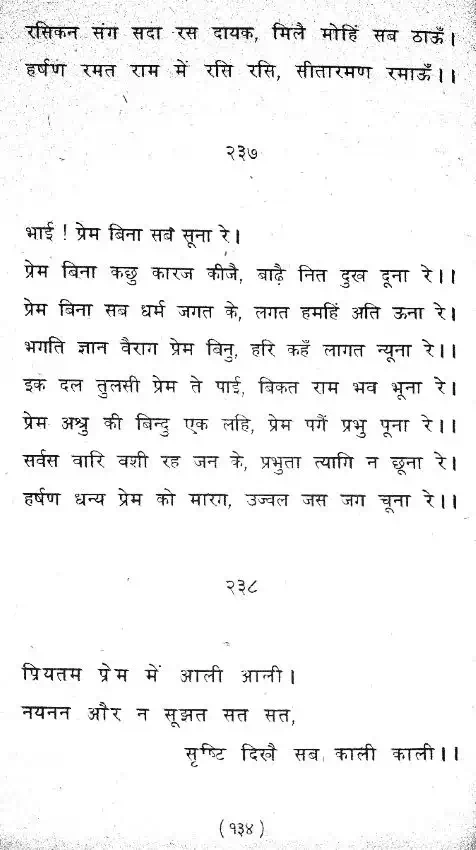 रसिकन संग सदा रस दायक, मिलै मोहिं सब ठाऊँ।
हर्षण रमत राम में रसि रसि, सीतारमण रमाऊँ।।
२३७
भाई ! प्रेम बिना सब सूना रे।
प्रेम बिना कछु कारज कीजै, बाढ़ै नित दुख दूना रे।।
प्रेम बिना सब धर्म जगत के, लगत हमहिं अति ऊना रे।
भगति ज्ञान वैराग प्रेम बिनु, हरि कहँ लागत न्यूना रे।।
इक दल तुलसी प्रेम ते पाई, बिकत राम भव भूना रे।
प्रेम अश्रु की बिन्दु एक लहि, प्रेम पगैं प्रभु पूना रे।।
सर्वस वारि वशी रह जन के, प्रभुता त्यागि न छूना रे।
हर्षण धन्य प्रेम को मारग, उज्वल जस जग चूना रे।।
२३८
प्रियतम प्रेम में आली आली।
नयनन और न सूझत सत सत,
सृष्टि दिखै सब काली काली।।
(१३४)